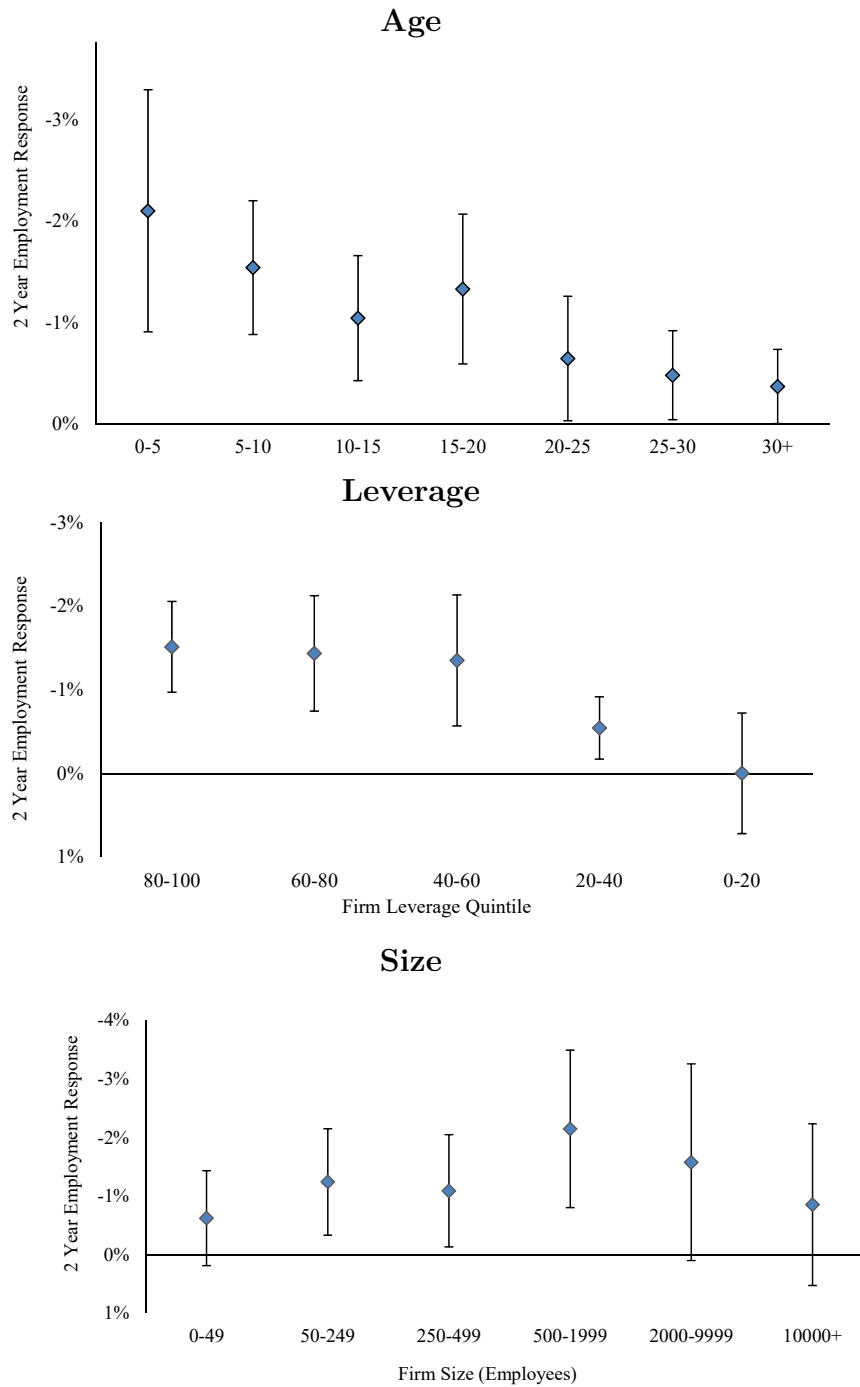 Age
2 Year Employment Response
-3%
-2%
-1%
0%
0-5 5-10 10-15 15-20 20-25 25-30 30+
Leverage
2 Year Employment Response
-3%
-2%
-1%
0%
1%
80-100 60-80 40-60 20-40 0-20
Firm Leverage Quintile
Size
2 Year Employment Response
-4%
-3%
-2%
-1%
0%
1%
0-49 50-249 250-499 500-1999 2000-9999 10000+
Firm Size (Employees)